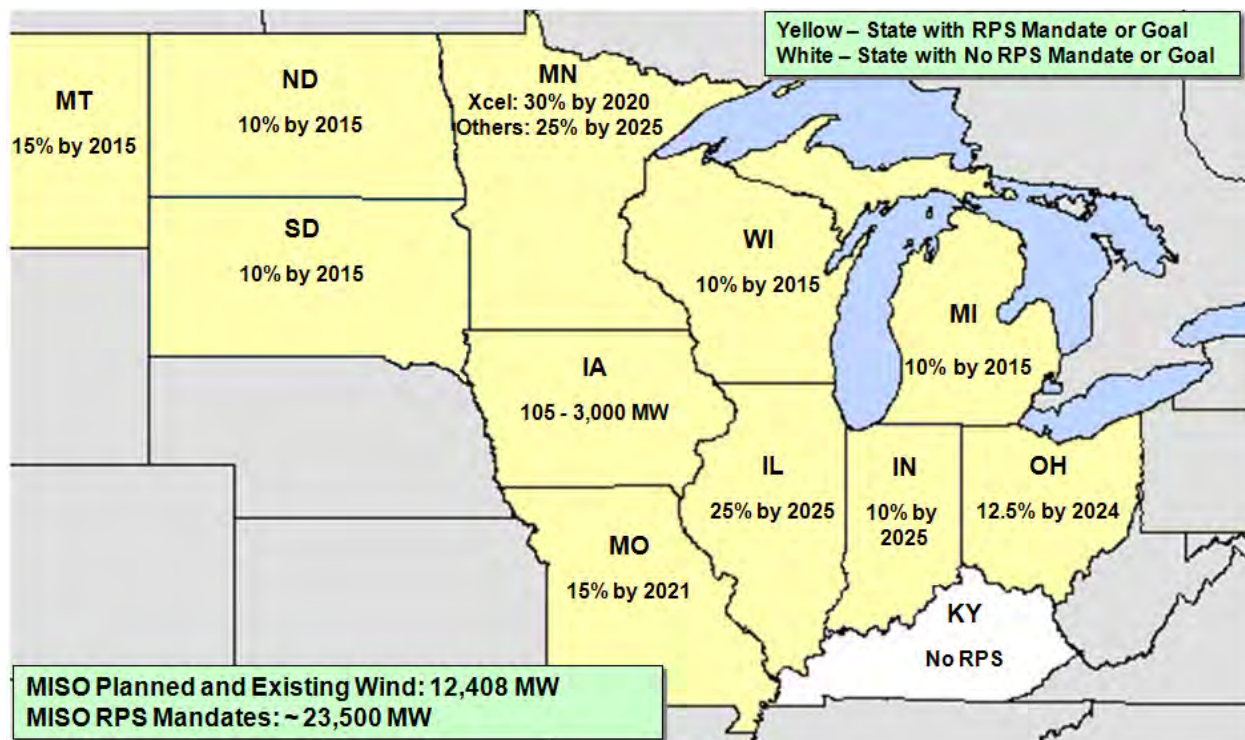 Yellow – State with RPS Mandate or Goal
White – State with No RPS Mandate or Goal
MT
15% by 2015
ND
10% by 2015
MN
Xcel: 30% by 2020
Others: 25% by 2025
SD
10% by 2015
WI
10% by 2015
MI
10% by 2015
IA
105 - 3,000 MW
IL
25% by 2025
IN
10% by
2025
OH
12.5% by 2024
MO
15% by 2021
KY
No RPS
MISO Planned and Existing Wind: 12,408 MW
MISO RPS Mandates: ~ 23,500 MW